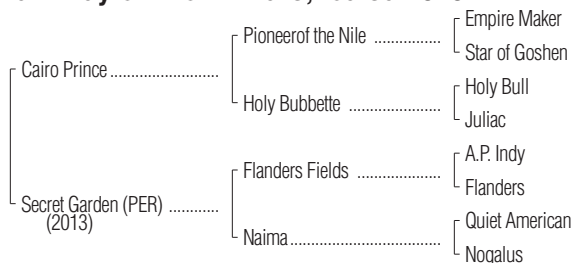 Pioneerof the Nile ................
Empire Maker
Star of Goshen
Cairo Prince ......................
Holy Bubbette ....................
Holy Bull
Juliac
Flanders Fields ..................
A.P. Indy
Flanders
Secret Garden (PER) ..........
(2013)
Naima ..............................
Quiet American
Nogalus